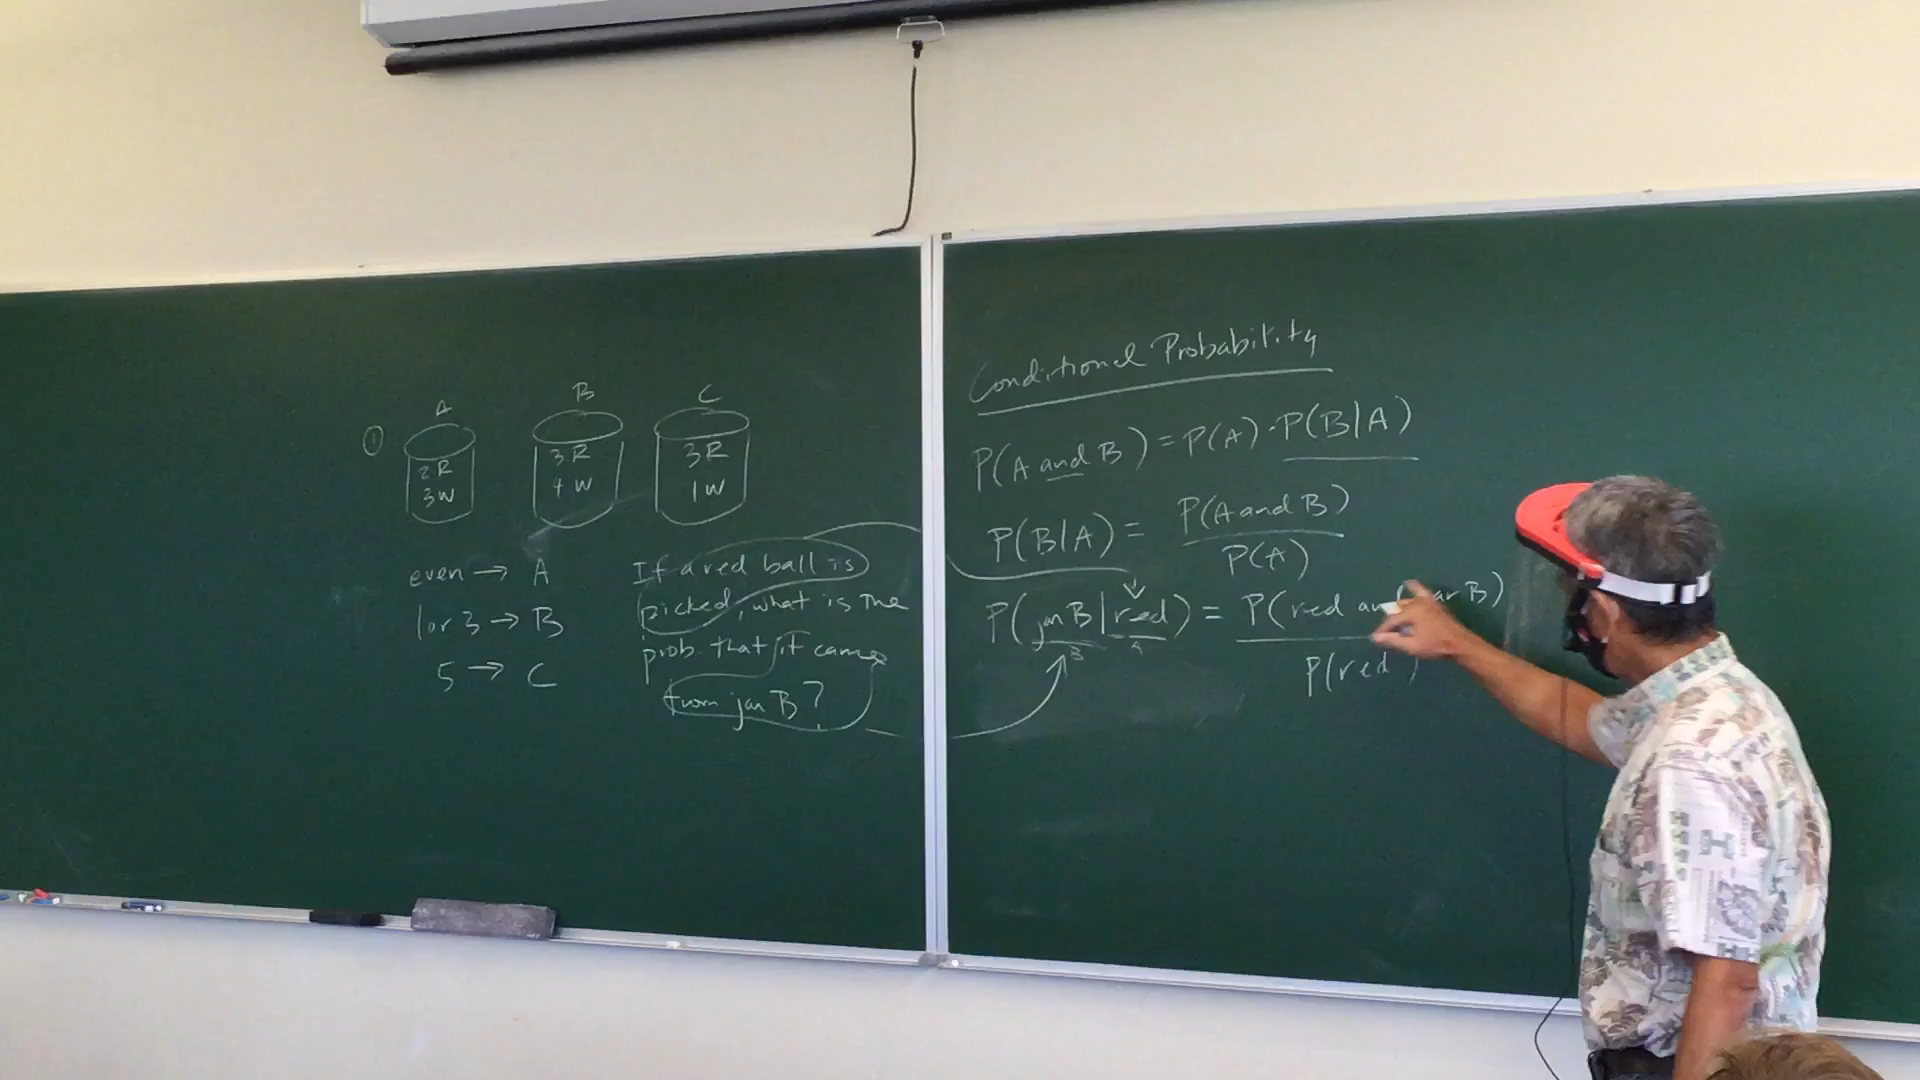 ①
A B C
2R 3R 3R
3W 4W 1W
even → A
1 or 3 → B
5 → C
If a red ball is
picked, what is the
prob that it came
from jar B?
Conditional Probability
P(A and B) = P(A) · P(B|A)
P(B|A) = P(A and B)
P(A)
P(jar B|red) = P(red and jar B)
B A
P(red)